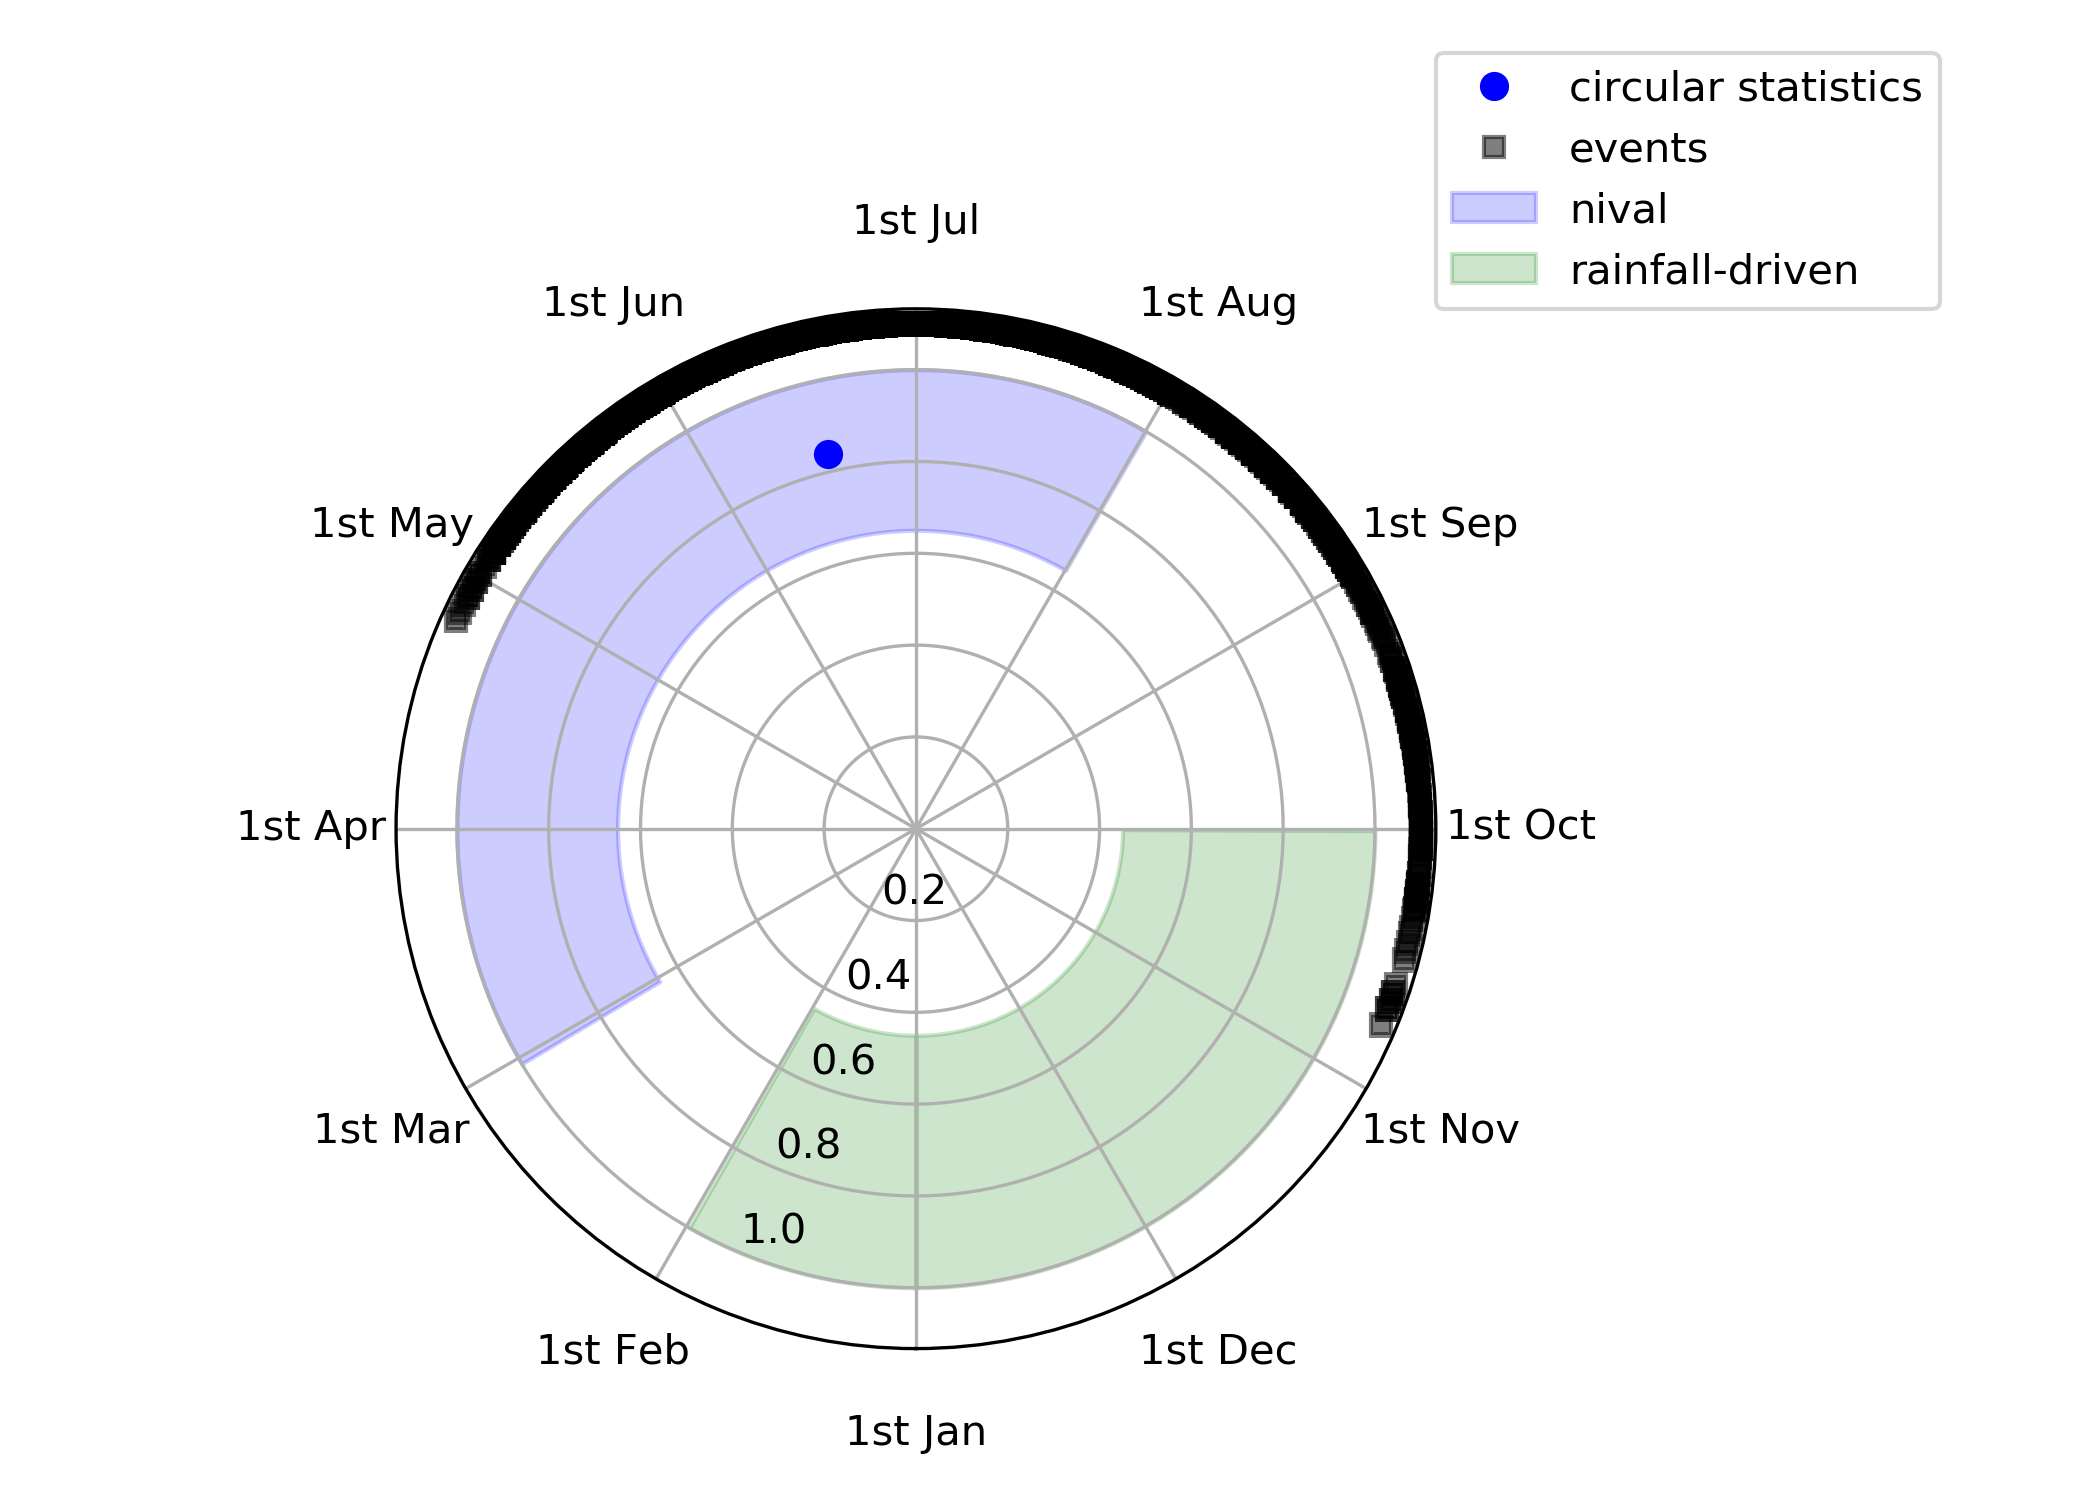 circular statistics
events
nival
rainfall-driven
1st Jul
1st Jun
1st Aug
1st May
1st Sep
1st Apr
1st Oct
0.2
0.4
0.6
0.8
1.0
1st Mar
1st Nov
1st Feb
1st Dec
1st Jan